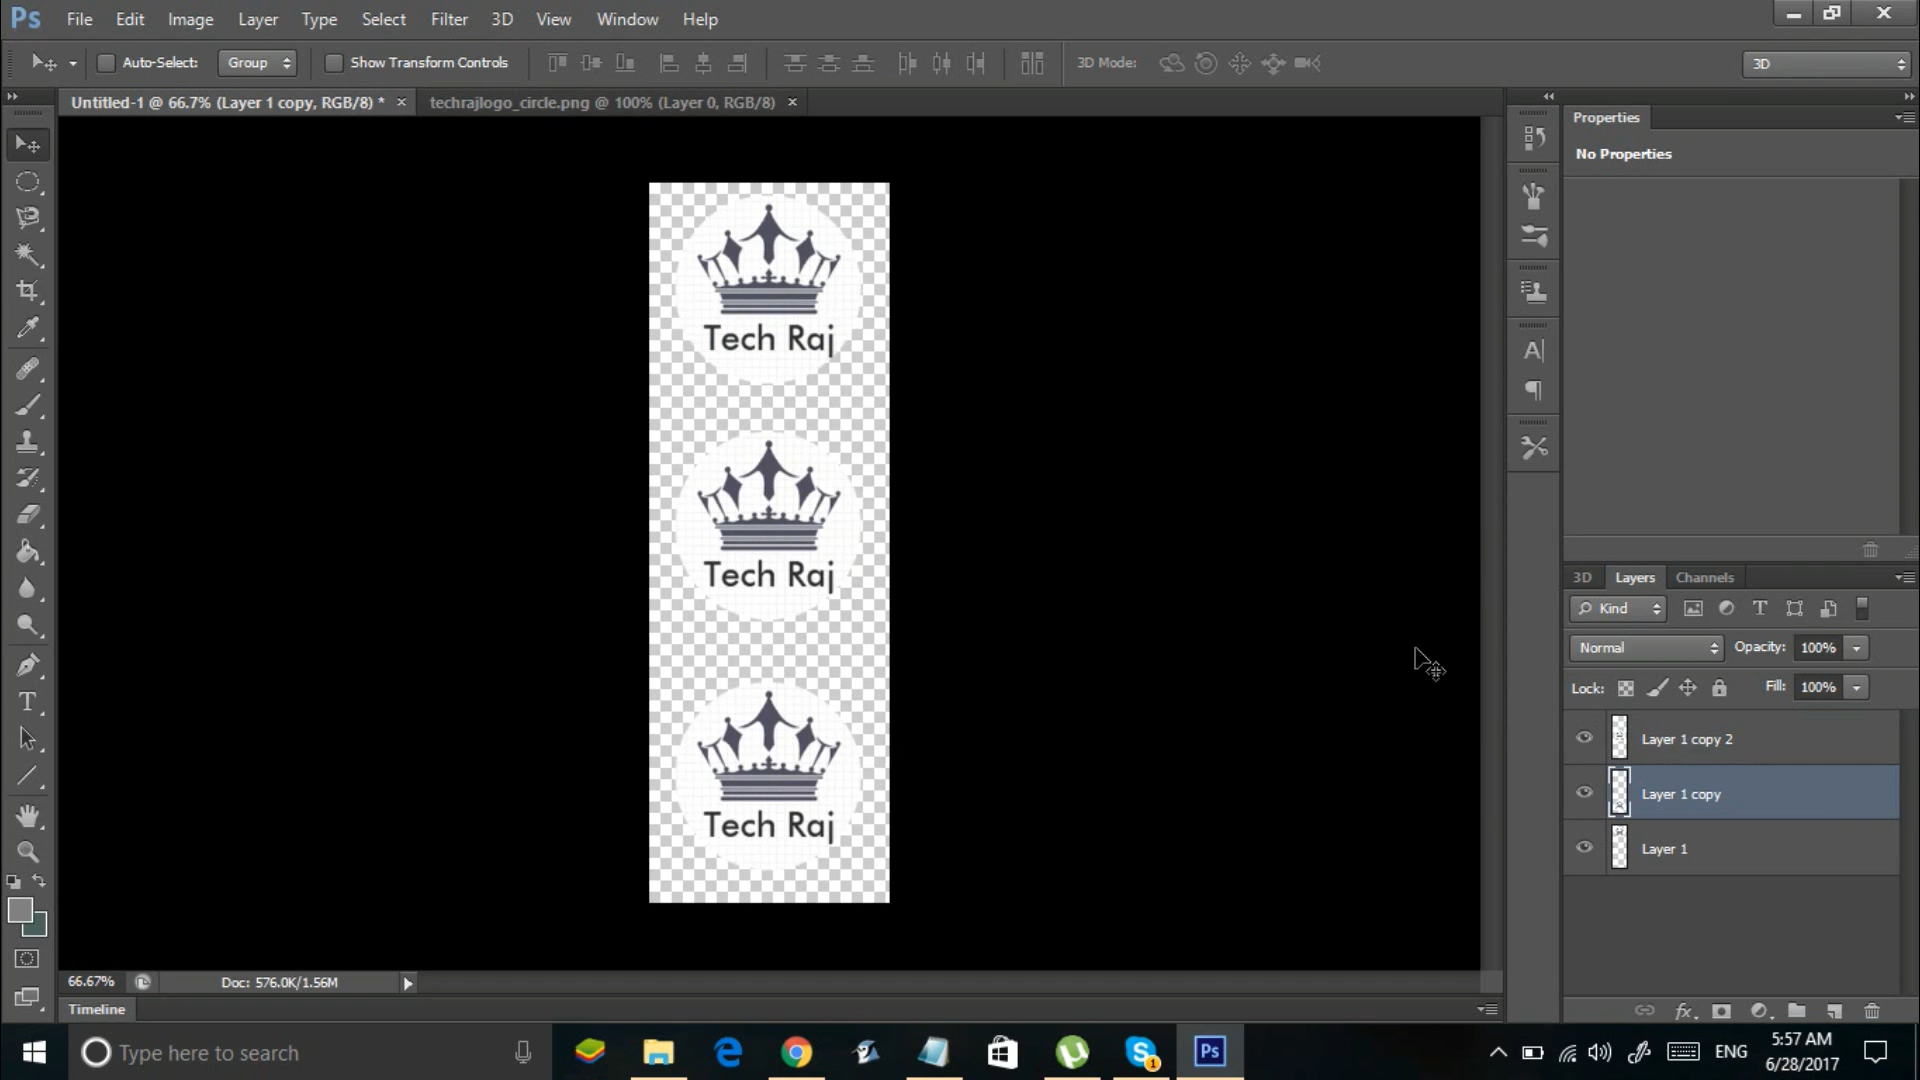 Ps File Edit Image Layer Type Select Filter 3D View Window Help
Auto-Select: Group Show Transform Controls 3D Mode: 3D
Untitled-1 @ 66.7% (Layer 1 copy, RGB/8) * × techrajlogo_circle.png @ 100% (Layer 0, RGB/8) ×
Properties
No Properties
Tech Raj
Tech Raj
Tech Raj
3D Layers Channels
Kind
Normal Opacity: 100%
Lock: Fill: 100%
Layer 1 copy 2
Layer 1 copy
Layer 1
66.67% Doc: 576.0K/1.56M
Timeline
Type here to search
1
Ps
ENG
5:57 AM
6/28/2017